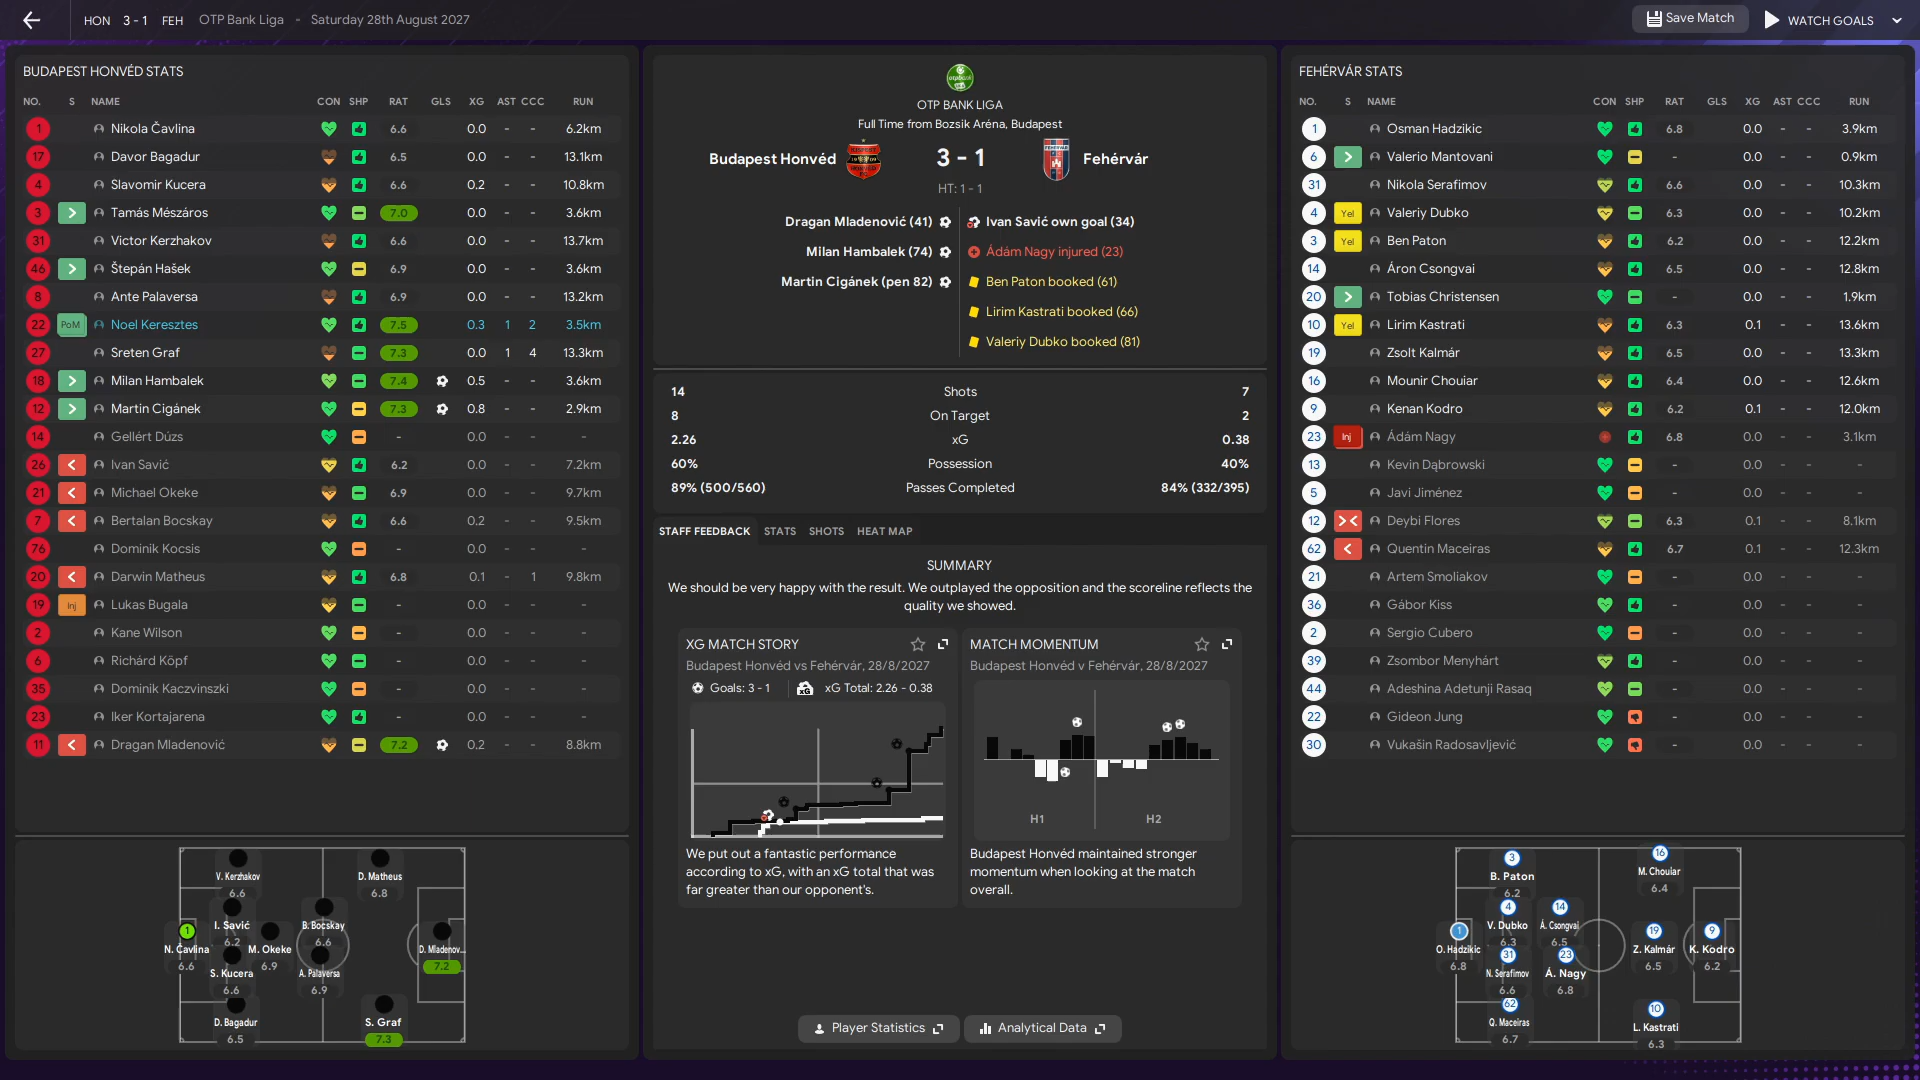 HON 3 - 1 FEH OTP Bank Liga - Saturday 28th August 2027
Save Match
WATCH GOALS
BUDAPEST HONVÉD STATS
NO. S NAME CON SHP RAT GLS XG AST CCC RUN
1 Nikola Čavlina 6.6 0.0 - - 6.2km
17 Davor Bagadur 6.5 0.0 - - 13.1km
4 Slavomir Kucera 6.6 0.2 - - 10.8km
3 Tamás Mészáros 7.0 0.0 - - 3.6km
31 Victor Kerzhakov 6.6 0.0 - - 13.7km
46 Štepán Hašek 6.9 0.0 - - 3.6km
8 Ante Palaversa 6.9 0.0 - - 13.2km
22 PoM Noel Keresztes 7.5 0.3 1 2 3.5km
27 Sreten Graf 7.3 0.0 1 4 13.3km
18 Milan Hambalek 7.4 0.5 - - 3.6km
12 Martin Cigánek 7.3 0.8 - - 2.9km
14 Gellért Dúzs - 0.0 - - -
26 Ivan Savić 6.2 0.0 - - 7.2km
21 Michael Okeke 6.9 0.0 - - 9.7km
7 Bertalan Bocskay 6.6 0.2 - - 9.5km
76 Dominik Kocsis - 0.0 - - -
20 Darwin Matheus 6.8 0.1 - 1 9.8km
19 Inj Lukas Bugala - 0.0 - - -
2 Kane Wilson - 0.0 - - -
6 Richárd Köpf - 0.0 - - -
35 Dominik Kaczvinszki - 0.0 - - -
23 Iker Kortajarena - 0.0 - - -
11 Dragan Mladenović 7.2 0.2 - - 8.8km
V. Kerzhakov
6.6
D. Matheus
6.8
I. Savić
6.2
B. Bocskay
6.6
1
N. Čavlina
6.6
M. Okeke
6.9
D. Mladenov...
7.2
S. Kucera
6.6
A. Palaversa
6.9
D. Bagadur
6.5
S. Graf
7.3
OTP BANK LIGA
Full Time from Bozsik Aréna, Budapest
Budapest Honvéd 3 - 1 Fehérvár
HT: 1 - 1
Dragan Mladenović (41)
Milan Hambalek (74)
Martin Cigánek (pen 82)
Ivan Savić own goal (34)
Ádám Nagy injured (23)
Ben Paton booked (61)
Lirim Kastrati booked (66)
Valeriy Dubko booked (81)
14 Shots 7
8 On Target 2
2.26 xG 0.38
60% Possession 40%
89% (500/560) Passes Completed 84% (332/395)
STAFF FEEDBACK STATS SHOTS HEAT MAP
SUMMARY
We should be very happy with the result. We outplayed the opposition and the scoreline reflects the
quality we showed.
XG MATCH STORY
Budapest Honvéd vs Fehérvár, 28/8/2027
Goals: 3 - 1 xG xG Total: 2.26 - 0.38
We put out a fantastic performance
according to xG, with an xG total that was
far greater than our opponent's.
MATCH MOMENTUM
Budapest Honvéd v Fehérvár, 28/8/2027
H1 H2
Budapest Honvéd maintained stronger
momentum when looking at the match
overall.
Player Statistics
Analytical Data
FEHÉRVÁR STATS
NO. S NAME CON SHP RAT GLS XG AST CCC RUN
1 Osman Hadzikic 6.8 0.0 - - 3.9km
6 Valerio Mantovani - 0.0 - - 0.9km
31 Nikola Serafimov 6.6 0.0 - - 10.3km
4 Yel Valeriy Dubko 6.3 0.0 - - 10.2km
3 Yel Ben Paton 6.2 0.0 - - 12.2km
14 Áron Csongvai 6.5 0.0 - - 12.8km
20 Tobias Christensen - 0.0 - - 1.9km
10 Yel Lirim Kastrati 6.3 0.1 - - 13.6km
19 Zsolt Kalmár 6.5 0.0 - - 13.3km
16 Mounir Chouiar 6.4 0.0 - - 12.6km
9 Kenan Kodro 6.2 0.1 - - 12.0km
23 Inj Ádám Nagy 6.8 0.0 - - 3.1km
13 Kevin Dąbrowski - 0.0 - - -
5 Javi Jiménez - 0.0 - - -
12 Deybi Flores 6.3 0.1 - - 8.1km
62 Quentin Maceiras 6.7 0.1 - - 12.3km
21 Artem Smoliakov - 0.0 - - -
36 Gábor Kiss - 0.0 - - -
2 Sergio Cubero - 0.0 - - -
39 Zsombor Menyhárt - 0.0 - - -
44 Adeshina Adetunji Rasaq - 0.0 - - -
22 Gideon Jung - 0.0 - - -
30 Vukašin Radosavljević - 0.0 - - -
3
B. Paton
6.2
16
M. Chouiar
6.4
4
V. Dubko
6.3
14
Á. Csongvai
6.5
1
O. Hadzikic
6.8
19
Z. Kalmár
6.5
9
K. Kodro
6.2
31
N. Serafimov
6.6
23
Á. Nagy
6.8
62
Q. Maceiras
6.7
10
L. Kastrati
6.3